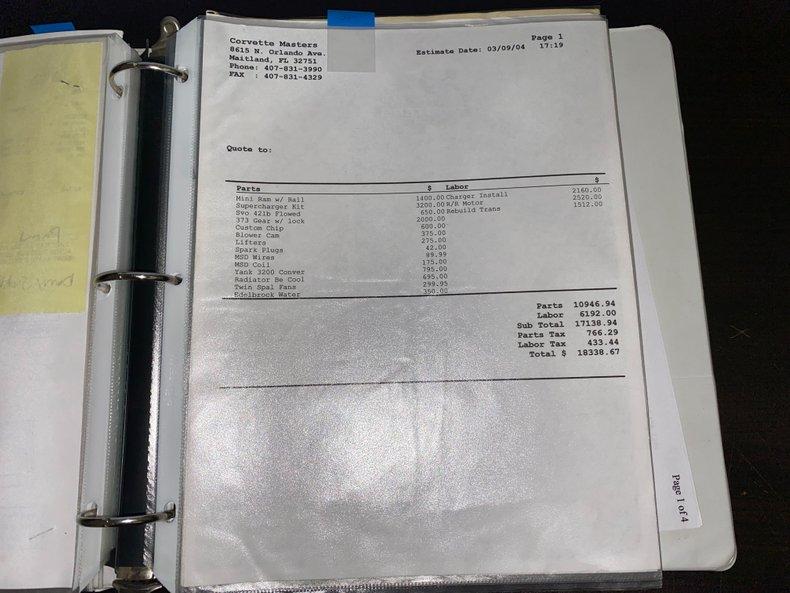 Corvette Masters
8615 N. Orlando Ave.
Maitland, FL 32751
Phone: 407-831-3990
FAX : 407-831-4329
Page 1
Estimate Date: 03/09/04 17:19
Quote to:
Parts $ Labor $
Mini Ram w/ Rail 1400.00 Charger Install 2160.00
Supercharger Kit 3200.00 R/R Motor 2520.00
Svo 42lb Flowed 650.00 Rebuild Trans 1512.00
373 Gear w/ lock 2000.00
Custom Chip 600.00
Blower Cam 375.00
Lifters 275.00
Spark Plugs 42.00
MSD Wires 89.99
MSD Coil 175.00
Yank 3200 Conver 795.00
Radiator Be Cool 695.00
Twin Spal Fans 299.95
Edelbrock Water 350.00
Parts 10946.94
Labor 6192.00
Sub Total 17138.94
Parts Tax 766.29
Labor Tax 433.44
Total $ 18338.67
Page 1 of 4